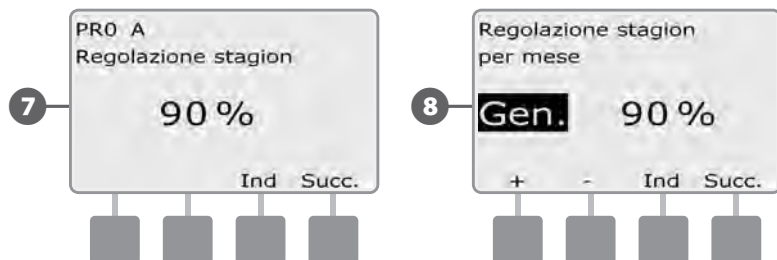 PR0 A
Regolazione stagion
7
90 %
Ind Succ.
Regolazione stagion
per mese
8
Gen. 90 %
+ - Ind Succ.